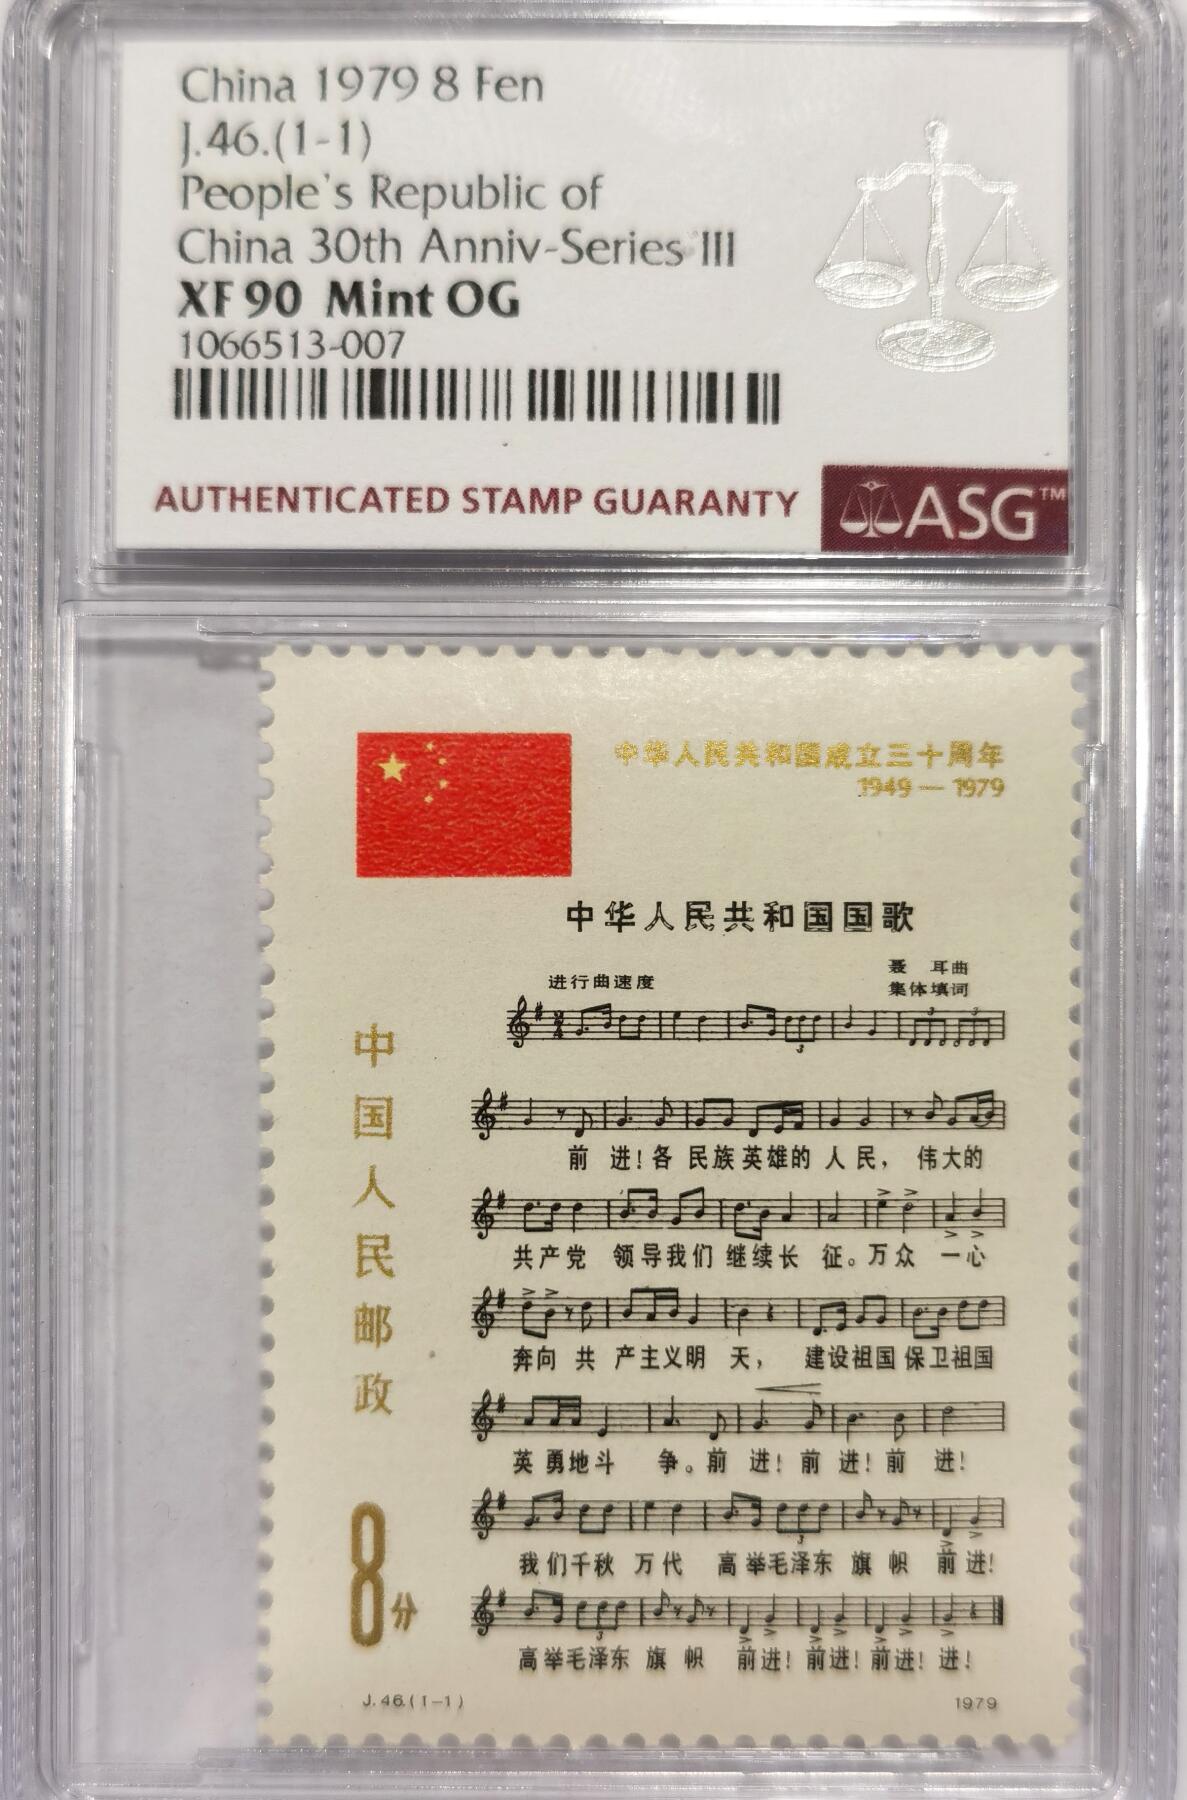 China 1979 8 Fen
J.46.(1-1)
People's Republic of
China 30th Anniv-Series III
XF 90 Mint OG
1066513-007
AUTHENTICATED STAMP GUARANTY
ASG™
中华人民共和国成立三十周年
1949—1979
中华人民共和国国歌
进行曲速度
聂 耳曲
集体填词
2
4
3
3 3
前 进！各 民族英雄的 人 民， 伟大的
共产党 领导我们 继续长 征。万众 一心
奔向 共 产主义明 天， 建设祖国 保卫祖国
英 勇地斗 争。前 进！前 进！前 进！
3
我们千秋 万代 高举毛泽东 旗 帜 前进！
3
高举毛泽东 旗 帜 前进！前进！前进！进！
中国人民邮政
8分
J.46.(1-1)
1979